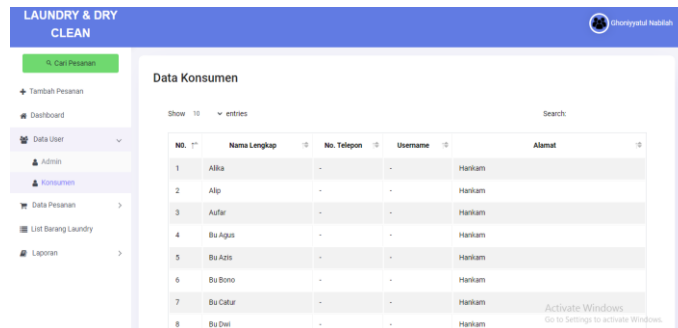 LAUNDRY & DRY
CLEAN
Ghoniyyatul Nabilah
Cari Pesanan
Tambah Pesanan
Dashboard
Data User
Admin
Konsumen
Data Pesanan
List Barang Laundry
Laporan
Data Konsumen
Show 10 entries Search:
N0. Nama Lengkap No. Telepon Username Alamat
1 Alika - - Hankam
2 Alip - - Hankam
3 Aufar - - Hankam
4 Bu Agus - - Hankam
5 Bu Azis - - Hankam
6 Bu Bono - - Hankam
7 Bu Catur - - Hankam
8 Bu Dwi - - Hankam
Activate Windows
Go to Settings to activate Windows.